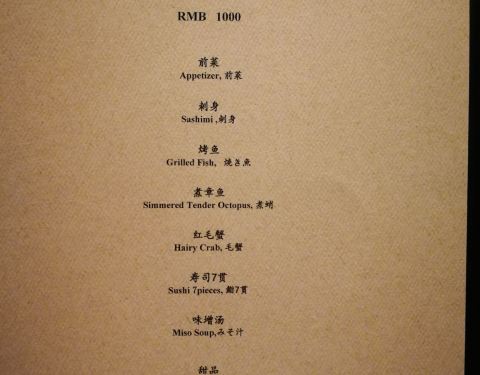 RMB 1000
前菜
Appetizer, 前菜
刺身
Sashimi ,刺身
烤鱼
Grilled Fish, 焼き魚
煮章鱼
Simmered Tender Octopus, 煮蛸
红毛蟹
Hairy Crab, 毛蟹
寿司7贯
Sushi 7pieces, 鮨7貫
味增汤
Miso Soup,みそ汁
甜品